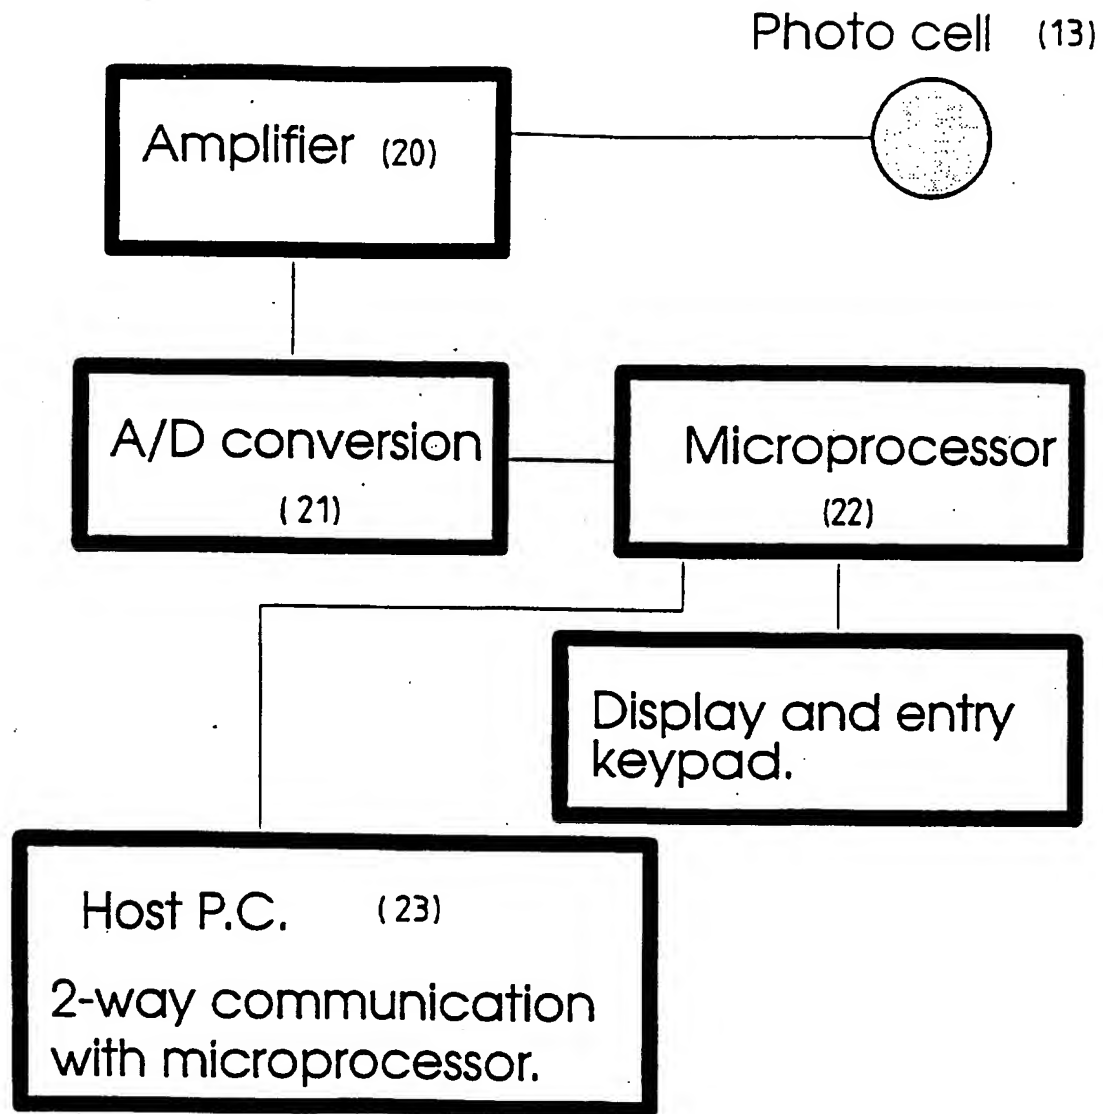 Photo cell (13)
Amplifier (20)
A/D conversion
(21)
Microprocessor
(22)
Display and entry
keypad.
Host P.C. (23)
2-way communication
with microprocessor.